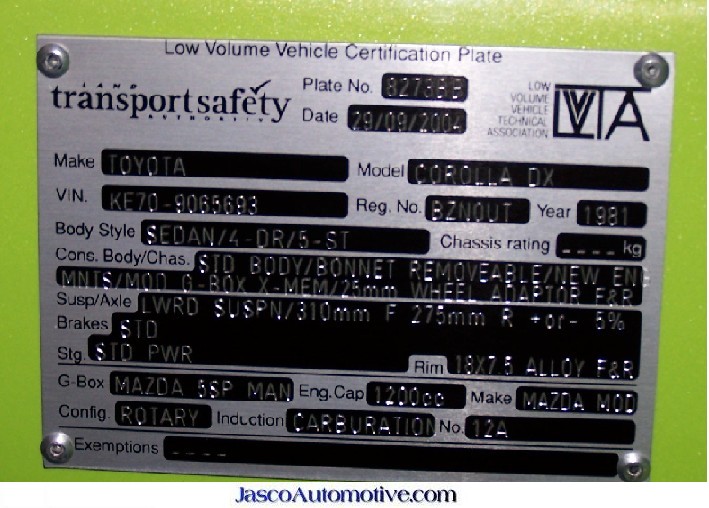 Low Volume Vehicle Certification Plate
LAND
transportsafety
AUTHORITY
Plate No.
Date 29/09/2004
LOW
VOLUME
VEHICLE
TECHNICAL
ASSOCIATION
LVVTA
Make TOYOTA Model COROLLA DX
VIN. KE70-9065693 Reg. No. BZNOUT Year 1981
Body Style SEDAN/4-DR/5-ST Chassis rating ---- kg
Cons. Body/Chas. STD BODY/BONNET REMOVEABLE/NEW ENG
MNTS/MOD G-BOX X-MEM/25mm WHEEL ADAPTOR F&R
Susp/Axle LWRD SUSPN/310mm F 275mm R +or- 5%
Brakes STD
Stg. STD PWR Rim 18X7.5 ALLOY F&R
G-Box MAZDA 5SP MAN Eng.Cap 1200cc Make MAZDA MOD
Config. ROTARY Induction CARBURATION No. 12A
Exemptions ----
JascoAutomotive.com